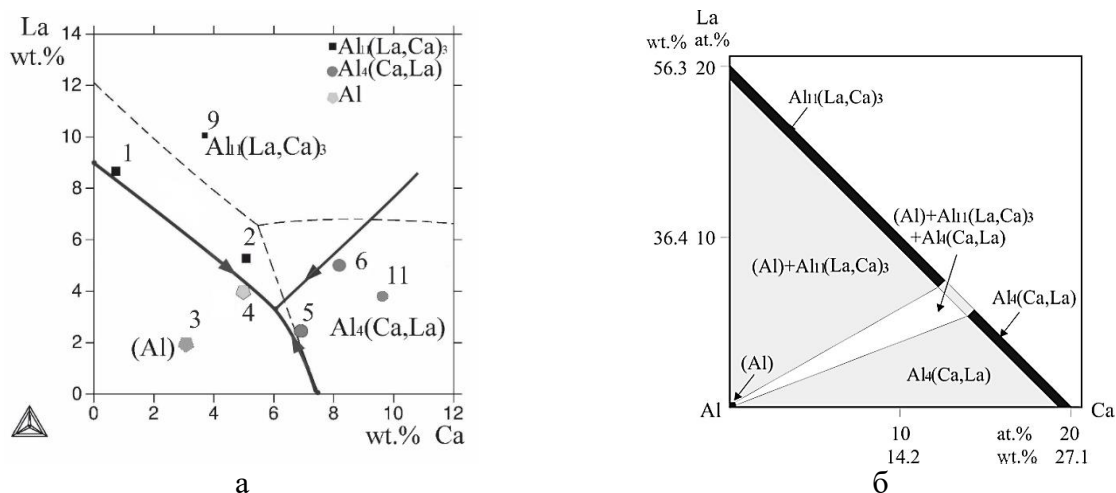 La
wt.%
14
12
10
8
6
4
2
0
0 2 4 6 8 10 12
wt.% Ca
Al₁₁(La,Ca)₃
Al₄(Ca,La)
Al
9
Al₁₁(La,Ca)₃
1
2
6
11
3
4
5
Al₄(Ca,La)
(Al)
а
La
wt.% at.%
56.3 20
Al₁₁(La,Ca)₃
36.4 10
(Al)+Al₁₁(La,Ca)₃
+Al₄(Ca,La)
(Al)+Al₁₁(La,Ca)₃
Al₄(Ca,La)
(Al)
Al₄(Ca,La)
Al Ca
10 at.% 20
14.2 wt.% 27.1
б